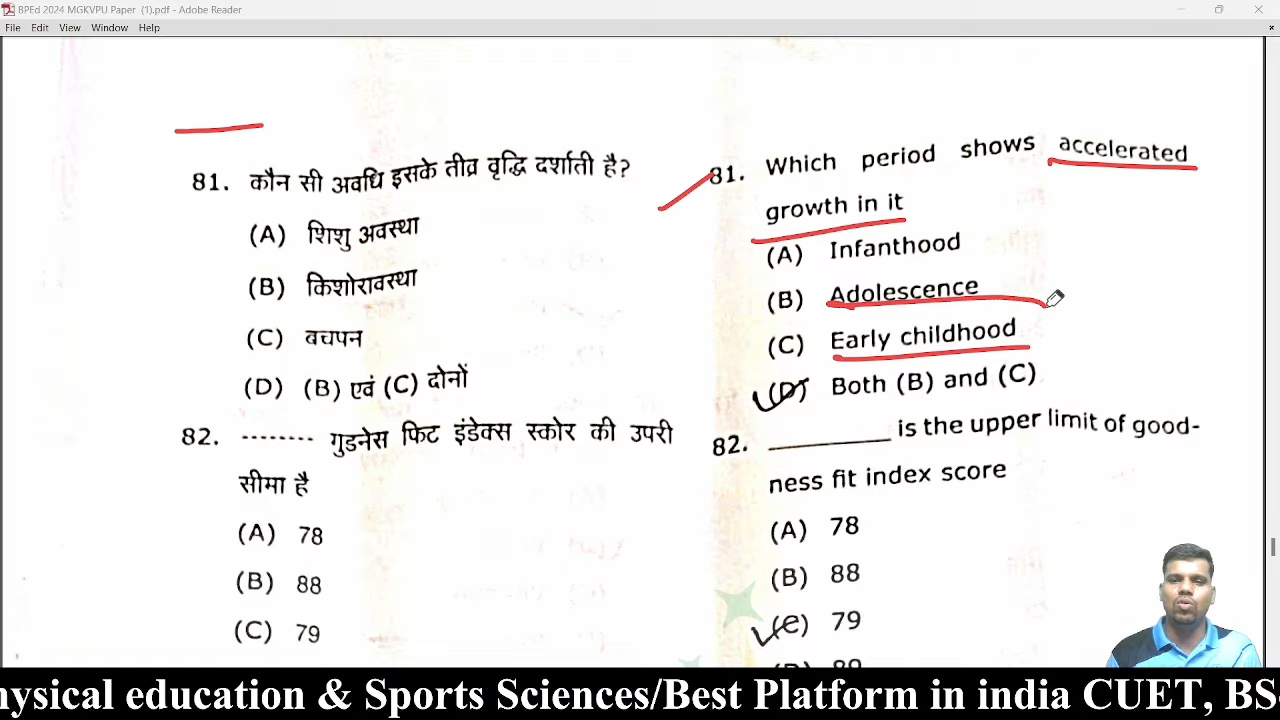 BPEd 2024 MGKVPU Paper (1).pdf - Adobe Reader
File Edit View Window Help
81. कौन सी अवधि इसके तीव्र वृद्धि दर्शाती है?
(A) शिशु अवस्था
(B) किशोरावस्था
(C) बचपन
(D) (B) एवं (C) दोनों
82. -------- गुडनेस फिट इंडेक्स स्कोर की उपरी
सीमा है
(A) 78
(B) 88
(C) 79
81. Which period shows accelerated
growth in it
(A) Infanthood
(B) Adolescence
(C) Early childhood
(D) Both (B) and (C)
82. __________ is the upper limit of good-
ness fit index score
(A) 78
(B) 88
(C) 79
hysical education & Sports Sciences/Best Platform in india CUET, BS